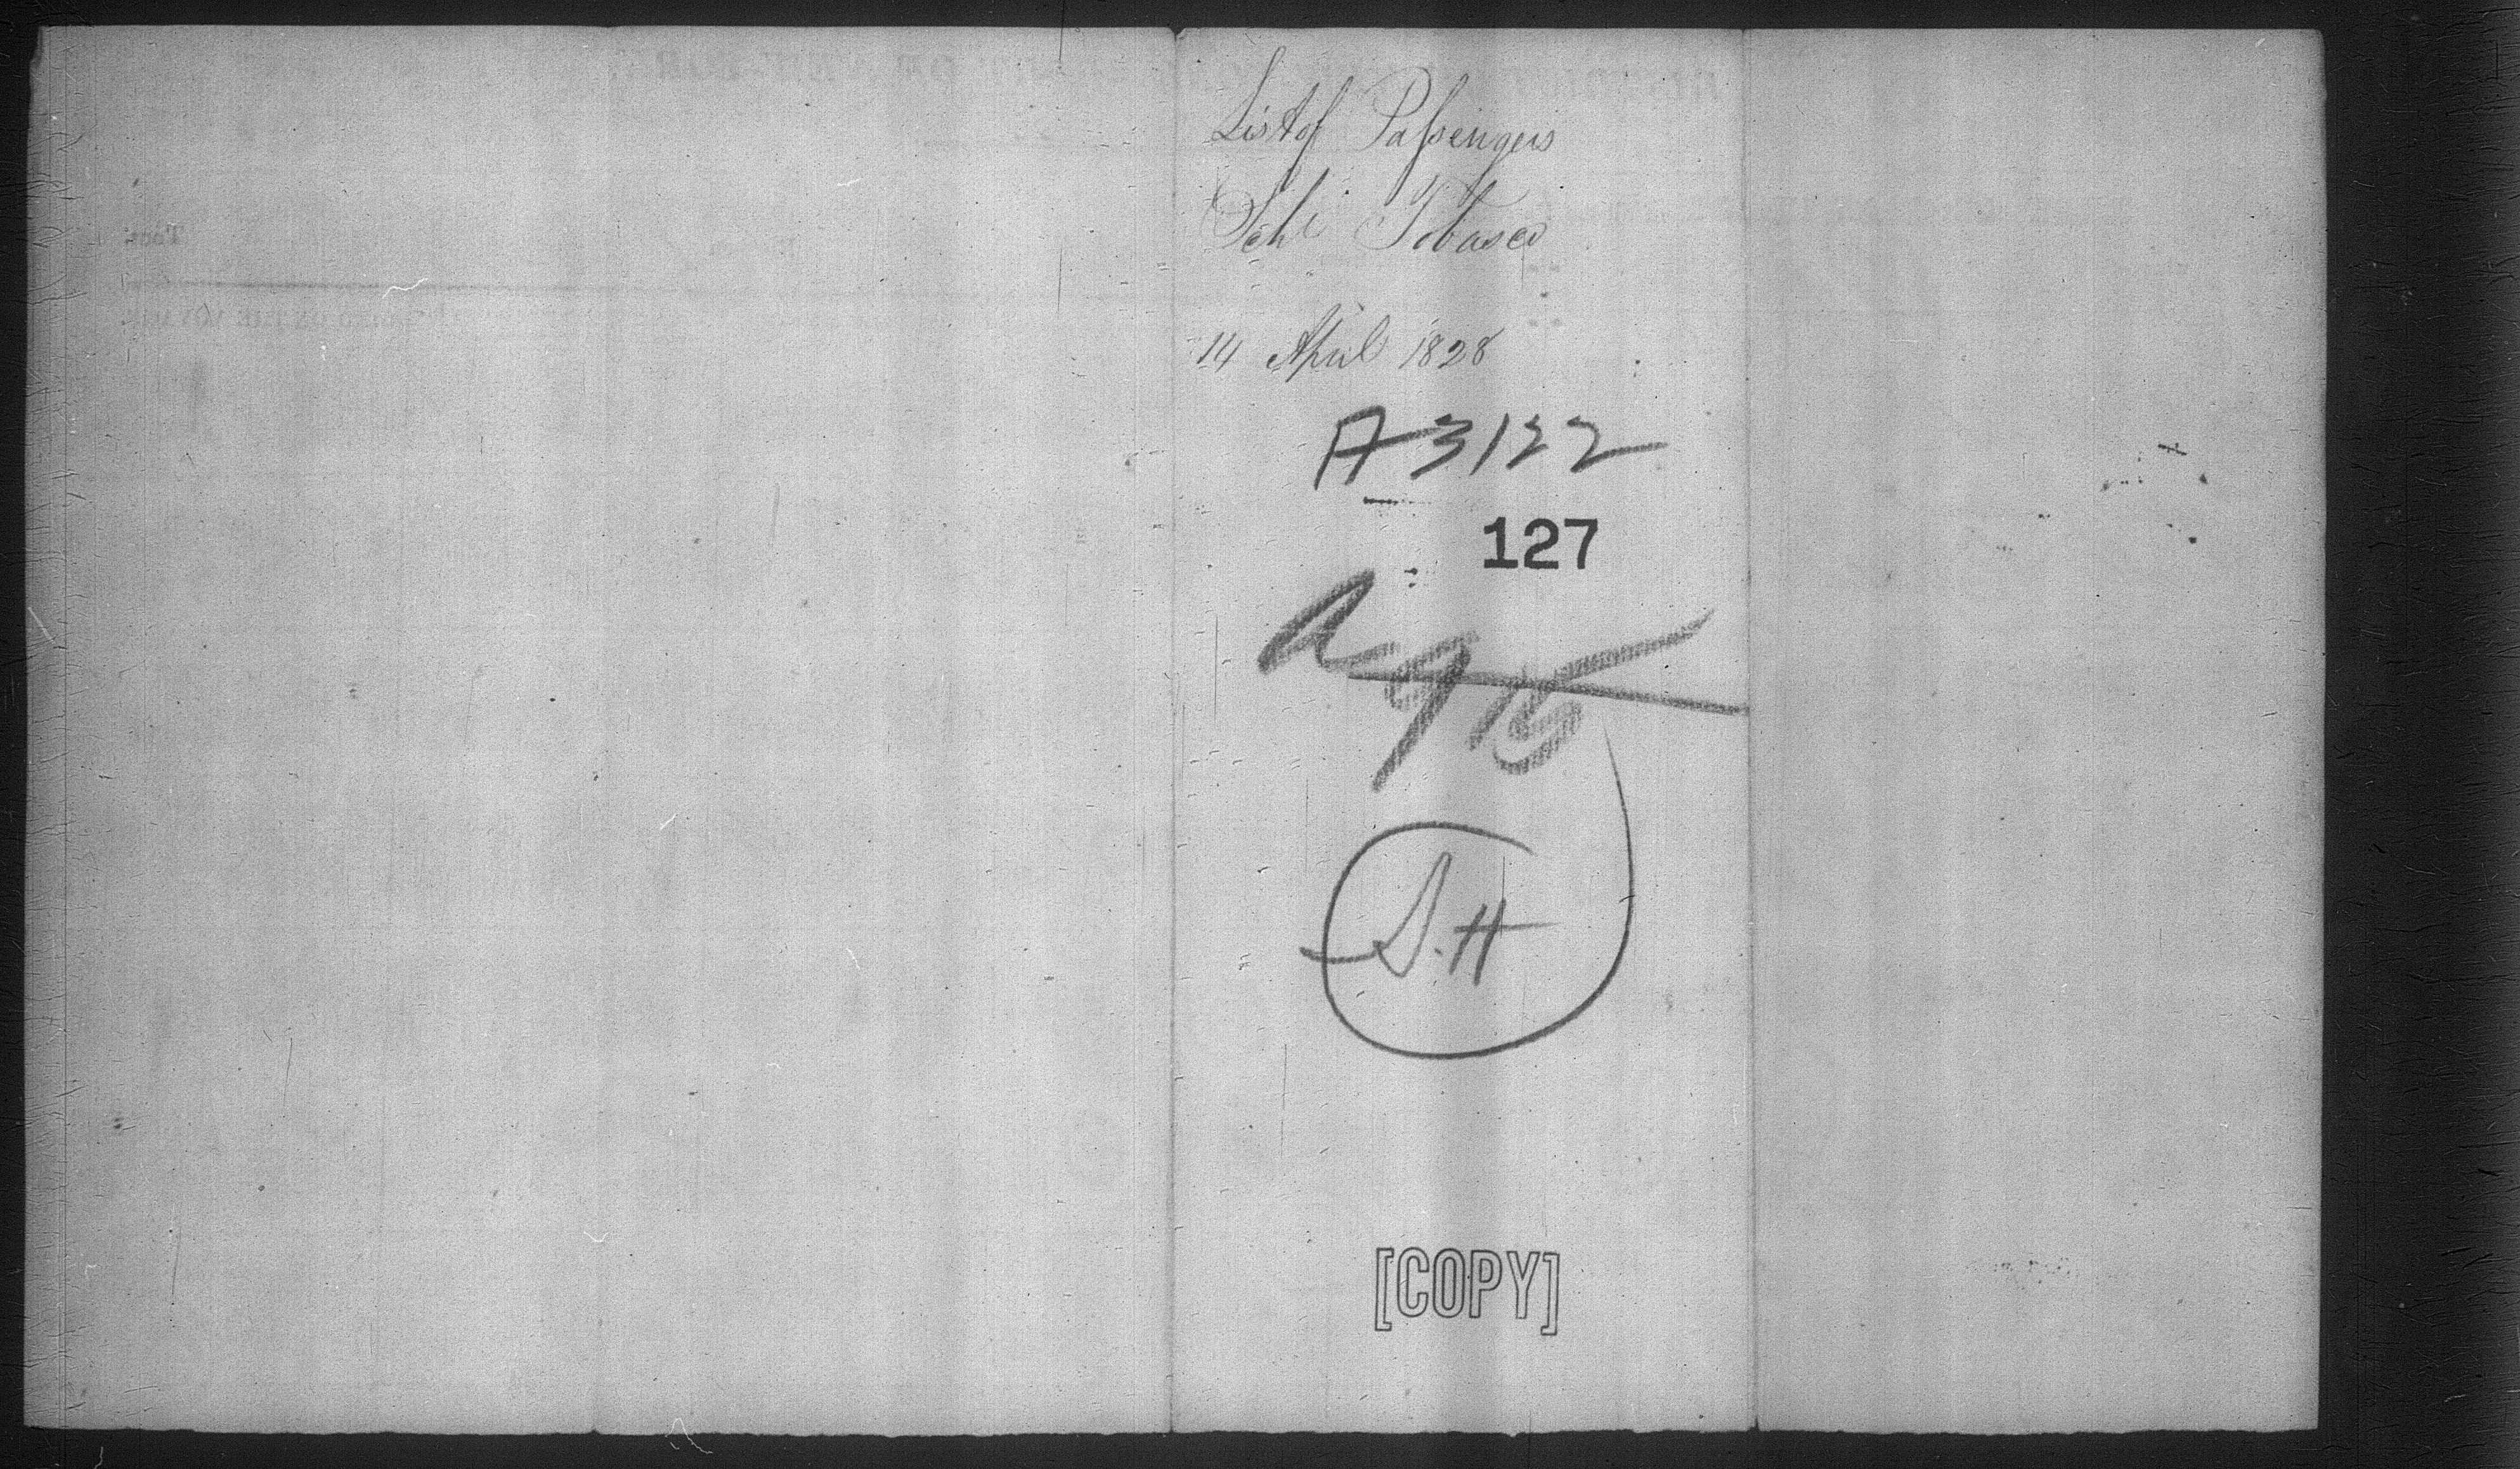 List of Passengers
Schr Tobasco
14 April 1828
A 3122
127
S.H
[COPY]